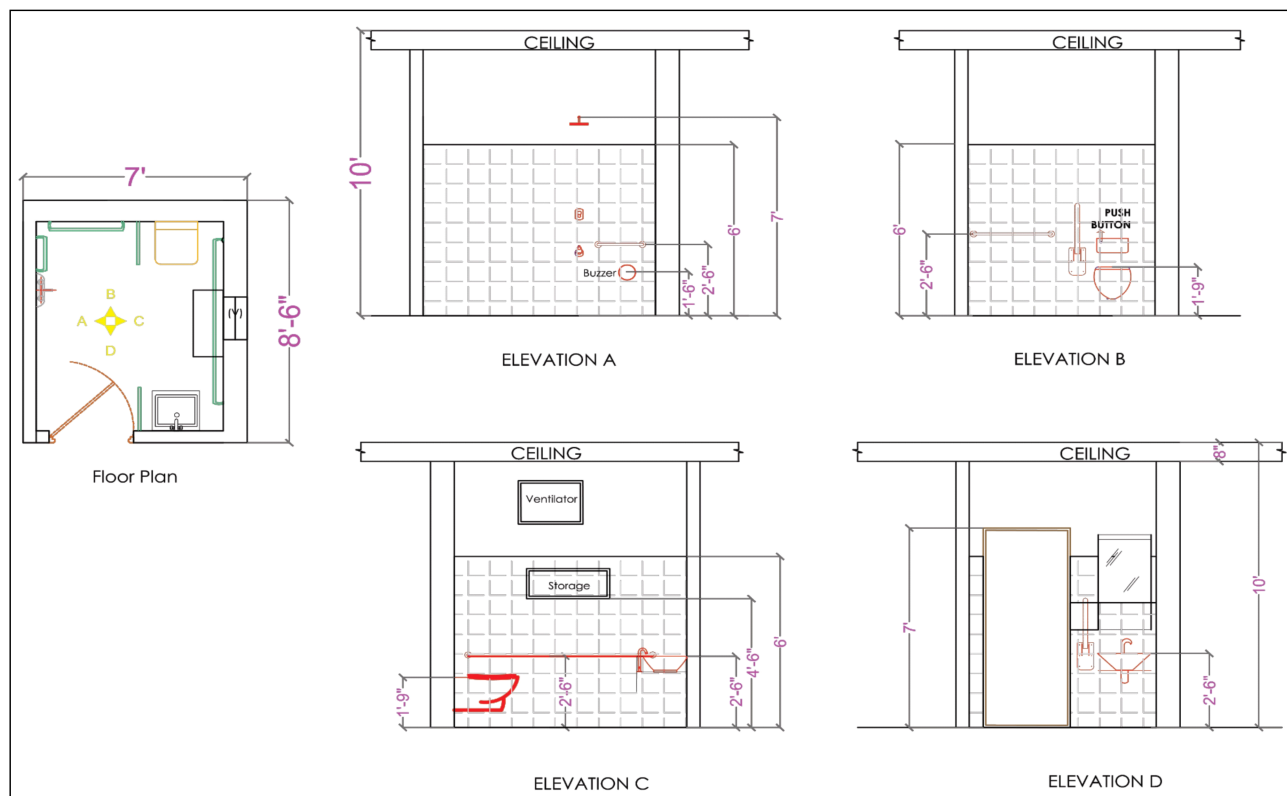 7'
8'-6"
B
A
C
D
(V)
Floor Plan
CEILING
10'
7'
6'
2'-6"
1'-6"
Buzzer
ELEVATION A
CEILING
6'
2'-6"
PUSH
BUTTON
1'-9"
ELEVATION B
CEILING
Ventilator
Storage
6'
4'-6"
2'-6"
2'-6"
1'-9"
ELEVATION C
CEILING
8"
10'
7'
2'-6"
ELEVATION D